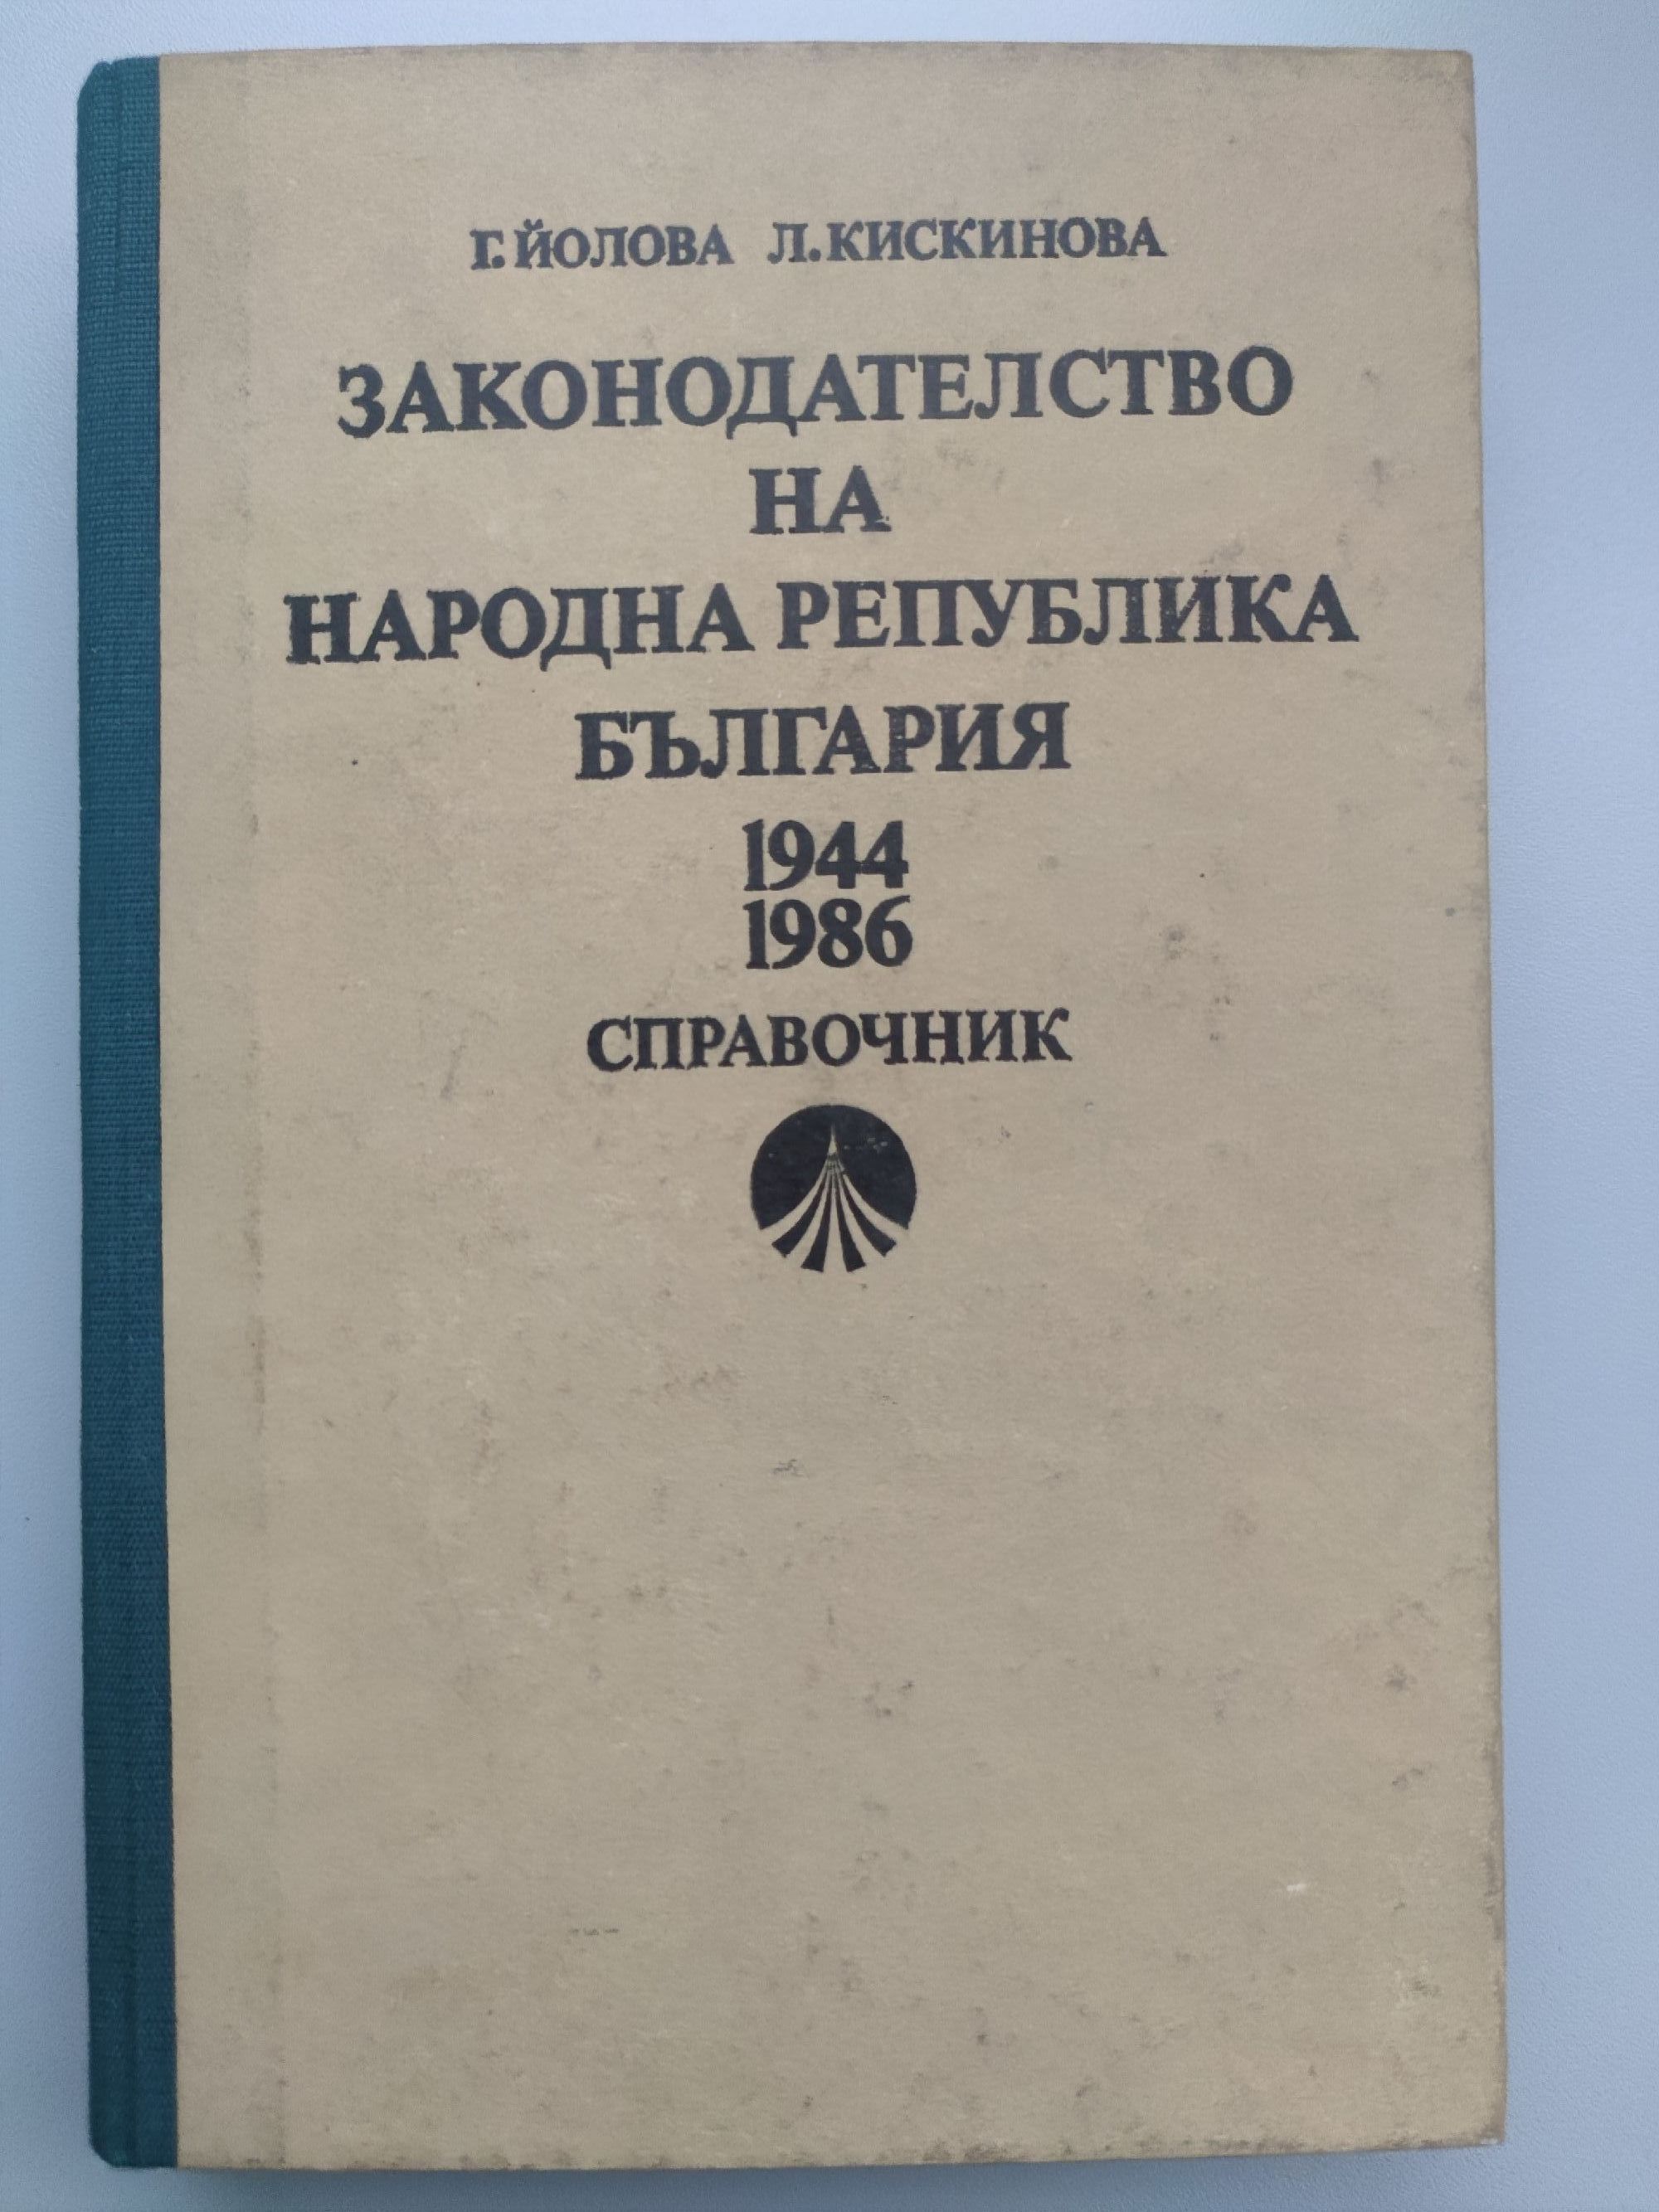 Г. ЙОЛОВА Л. КИСКИНОВА
ЗАКОНОДАТЕЛСТВО
НА
НАРОДНА РЕПУБЛИКА
БЪЛГАРИЯ
1944
1986
СПРАВОЧНИК